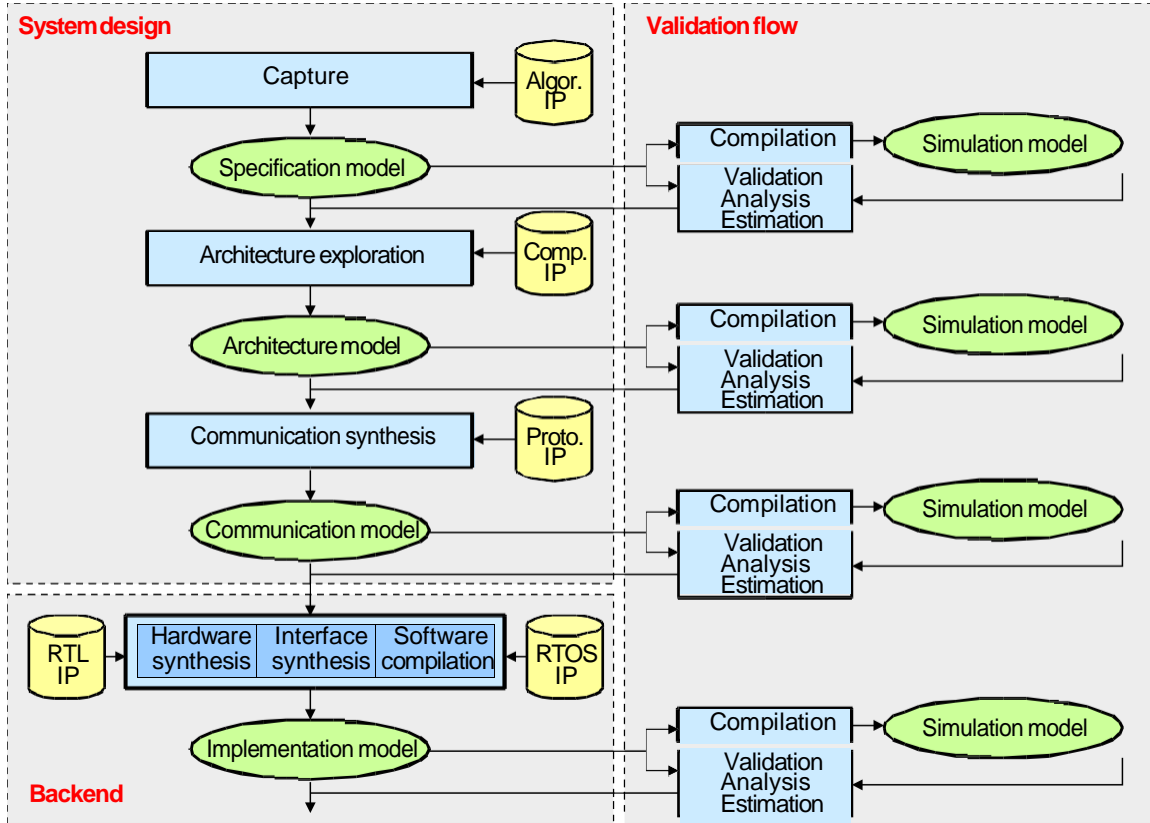 System design
Validation flow
Capture
Algor.
IP
Specification model
Compilation
Simulation model
Validation
Analysis
Estimation
Architecture exploration
Comp.
IP
Architecture model
Compilation
Simulation model
Validation
Analysis
Estimation
Communication synthesis
Proto.
IP
Communication model
Compilation
Simulation model
Validation
Analysis
Estimation
RTL
IP
Hardware
synthesis
Interface
synthesis
Software
compilation
RTOS
IP
Implementation model
Compilation
Simulation model
Validation
Analysis
Estimation
Backend